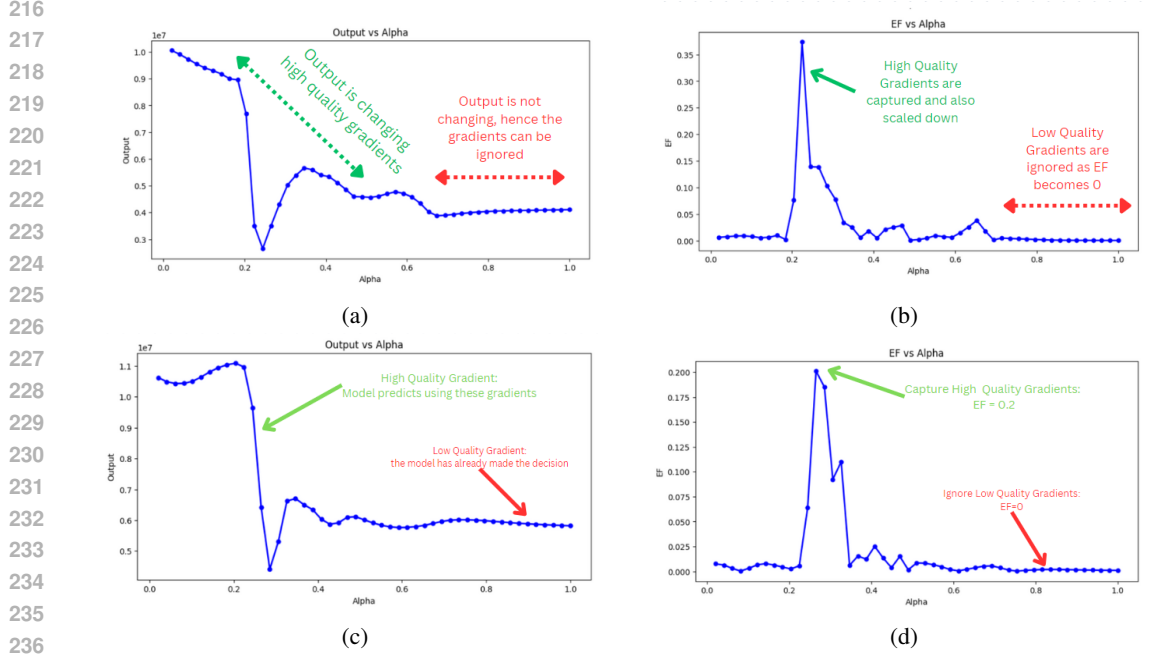 216
217
218
219
220
221
222
223
224
225
226
227
228
229
230
231
232
233
234
235
236
1e7
Output vs Alpha
1.0
0.9
0.8
0.7
0.6
0.5
0.4
0.3
Output
0.0
0.2
0.4
0.6
0.8
1.0
Alpha
Output is changing
high quality gradients
Output is not
changing, hence the
gradients can be
ignored
(a)
EF vs Alpha
0.35
0.30
0.25
0.20
0.15
0.10
0.05
0.00
EF
0.0
0.2
0.4
0.6
0.8
1.0
Alpha
High Quality
Gradients are
captured and also
scaled down
Low Quality
Gradients are
ignored as EF
becomes 0
(b)
1e7
Output vs Alpha
1.1
1.0
0.9
0.8
0.7
0.6
0.5
Output
0.0
0.2
0.4
0.6
0.8
1.0
Alpha
High Quality Gradient:
Model predicts using these gradients
Low Quality Gradient:
the model has already made the decision
(c)
EF vs Alpha
0.200
0.175
0.150
0.125
0.100
0.075
0.050
0.025
0.000
EF
0.0
0.2
0.4
0.6
0.8
1.0
Alpha
Capture High Quality Gradients:
EF = 0.2
Ignore Low Quality Gradients:
EF=0
(d)